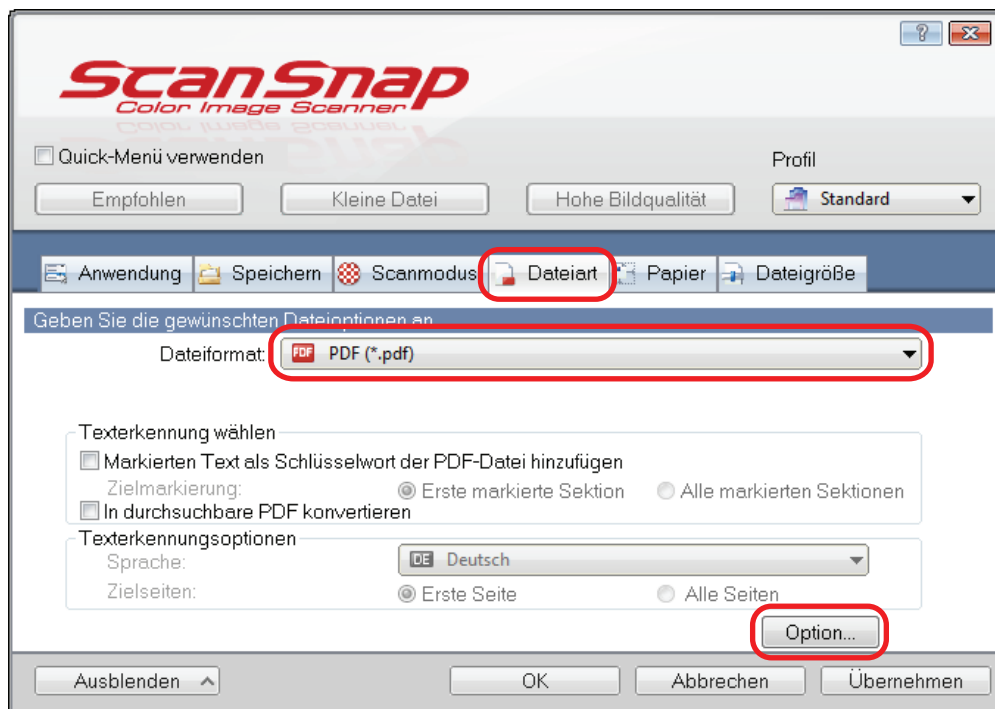 ScanSnap
Color Image Scanner
Quick-Menü verwenden
Profil
Empfohlen Kleine Datei Hohe Bildqualität Standard
Anwendung Speichern Scanmodus Dateiart Papier Dateigröße
Geben Sie die gewünschten Dateioptionen an
Dateiformat: PDF PDF (*.pdf)
Texterkennung wählen
Markierten Text als Schlüsselwort der PDF-Datei hinzufügen
Zielmarkierung: Erste markierte Sektion Alle markierten Sektionen
In durchsuchbare PDF konvertieren
Texterkennungsoptionen
Sprache: DE Deutsch
Zielseiten: Erste Seite Alle Seiten
Option...
Ausblenden OK Abbrechen Übernehmen